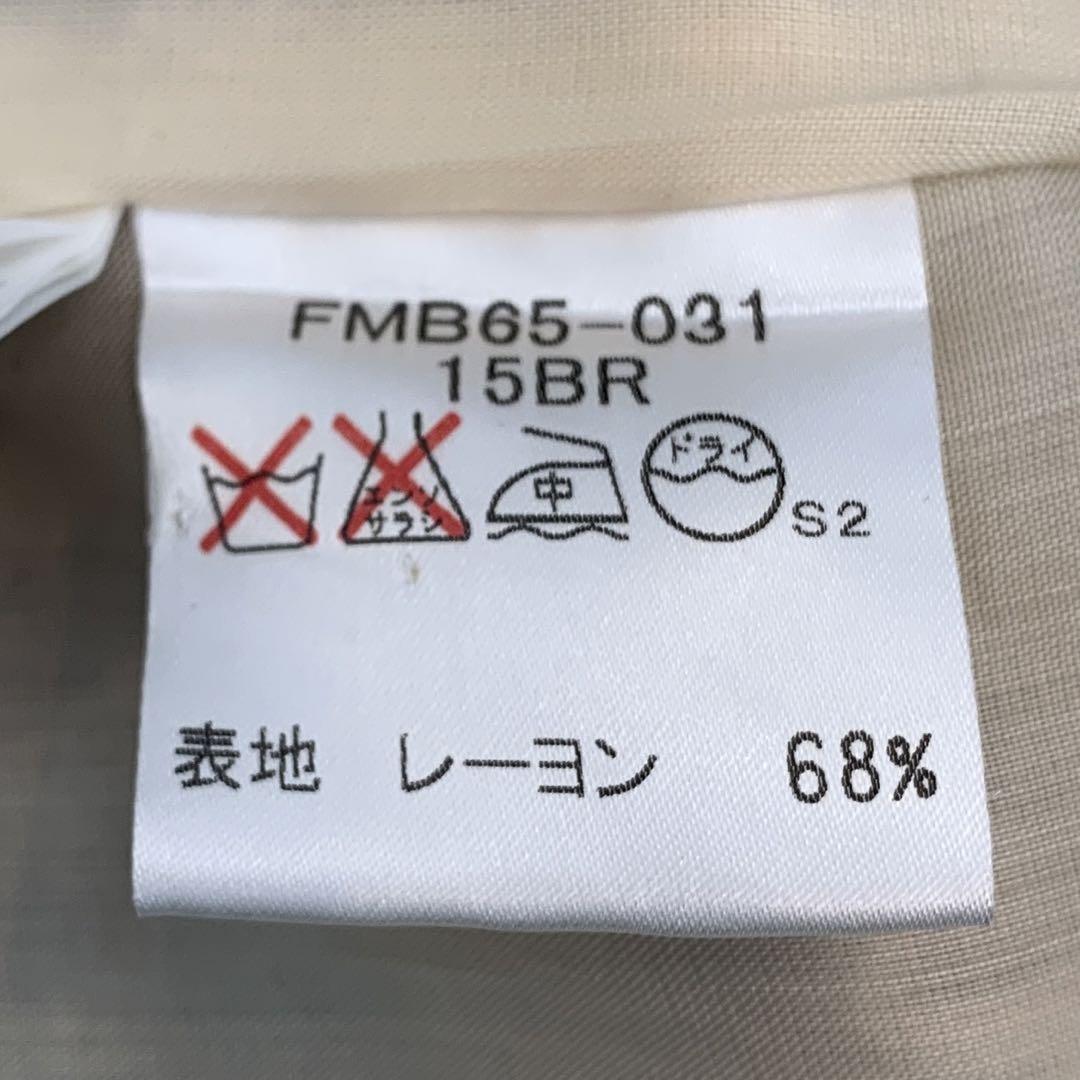 FMB65-031
15BR
エンソ
サラシ
中
ドライ
S2
表地 レーヨン 68%